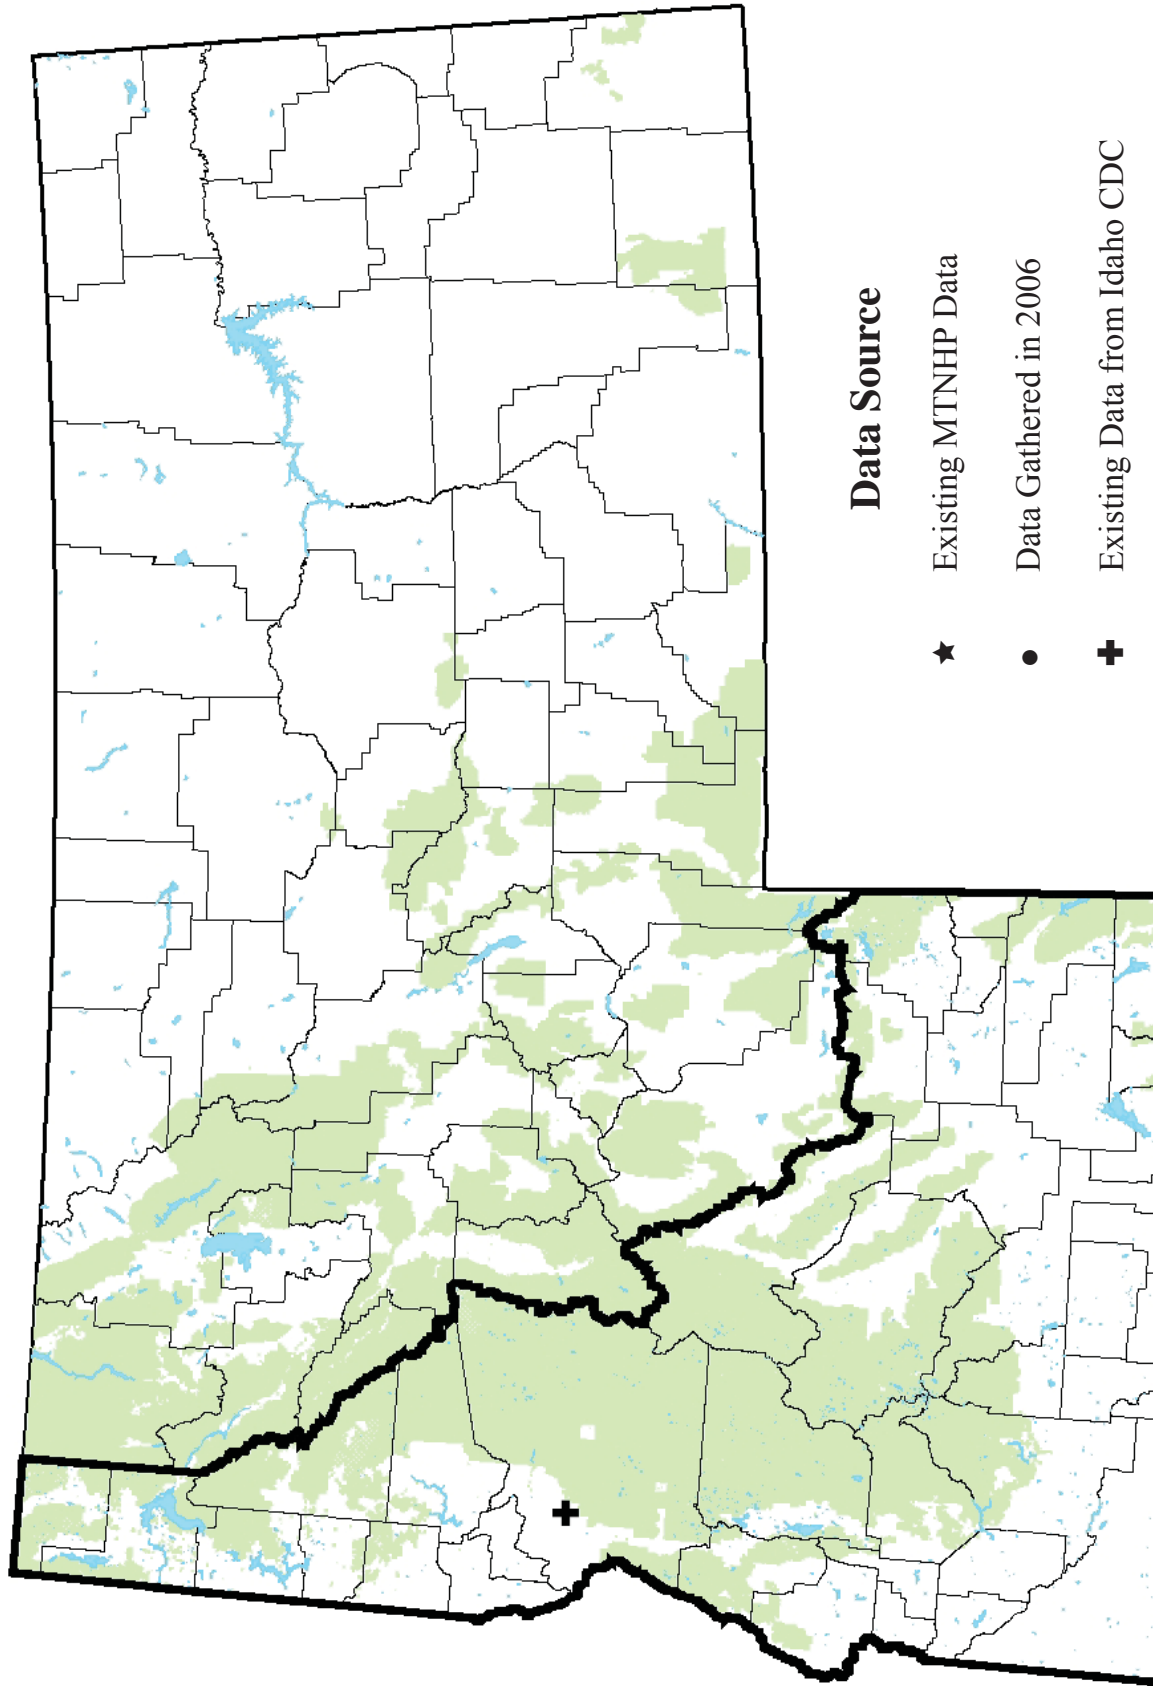 Data Source
Existing MTNHP Data
Data Gathered in 2006
Existing Data from Idaho CDC